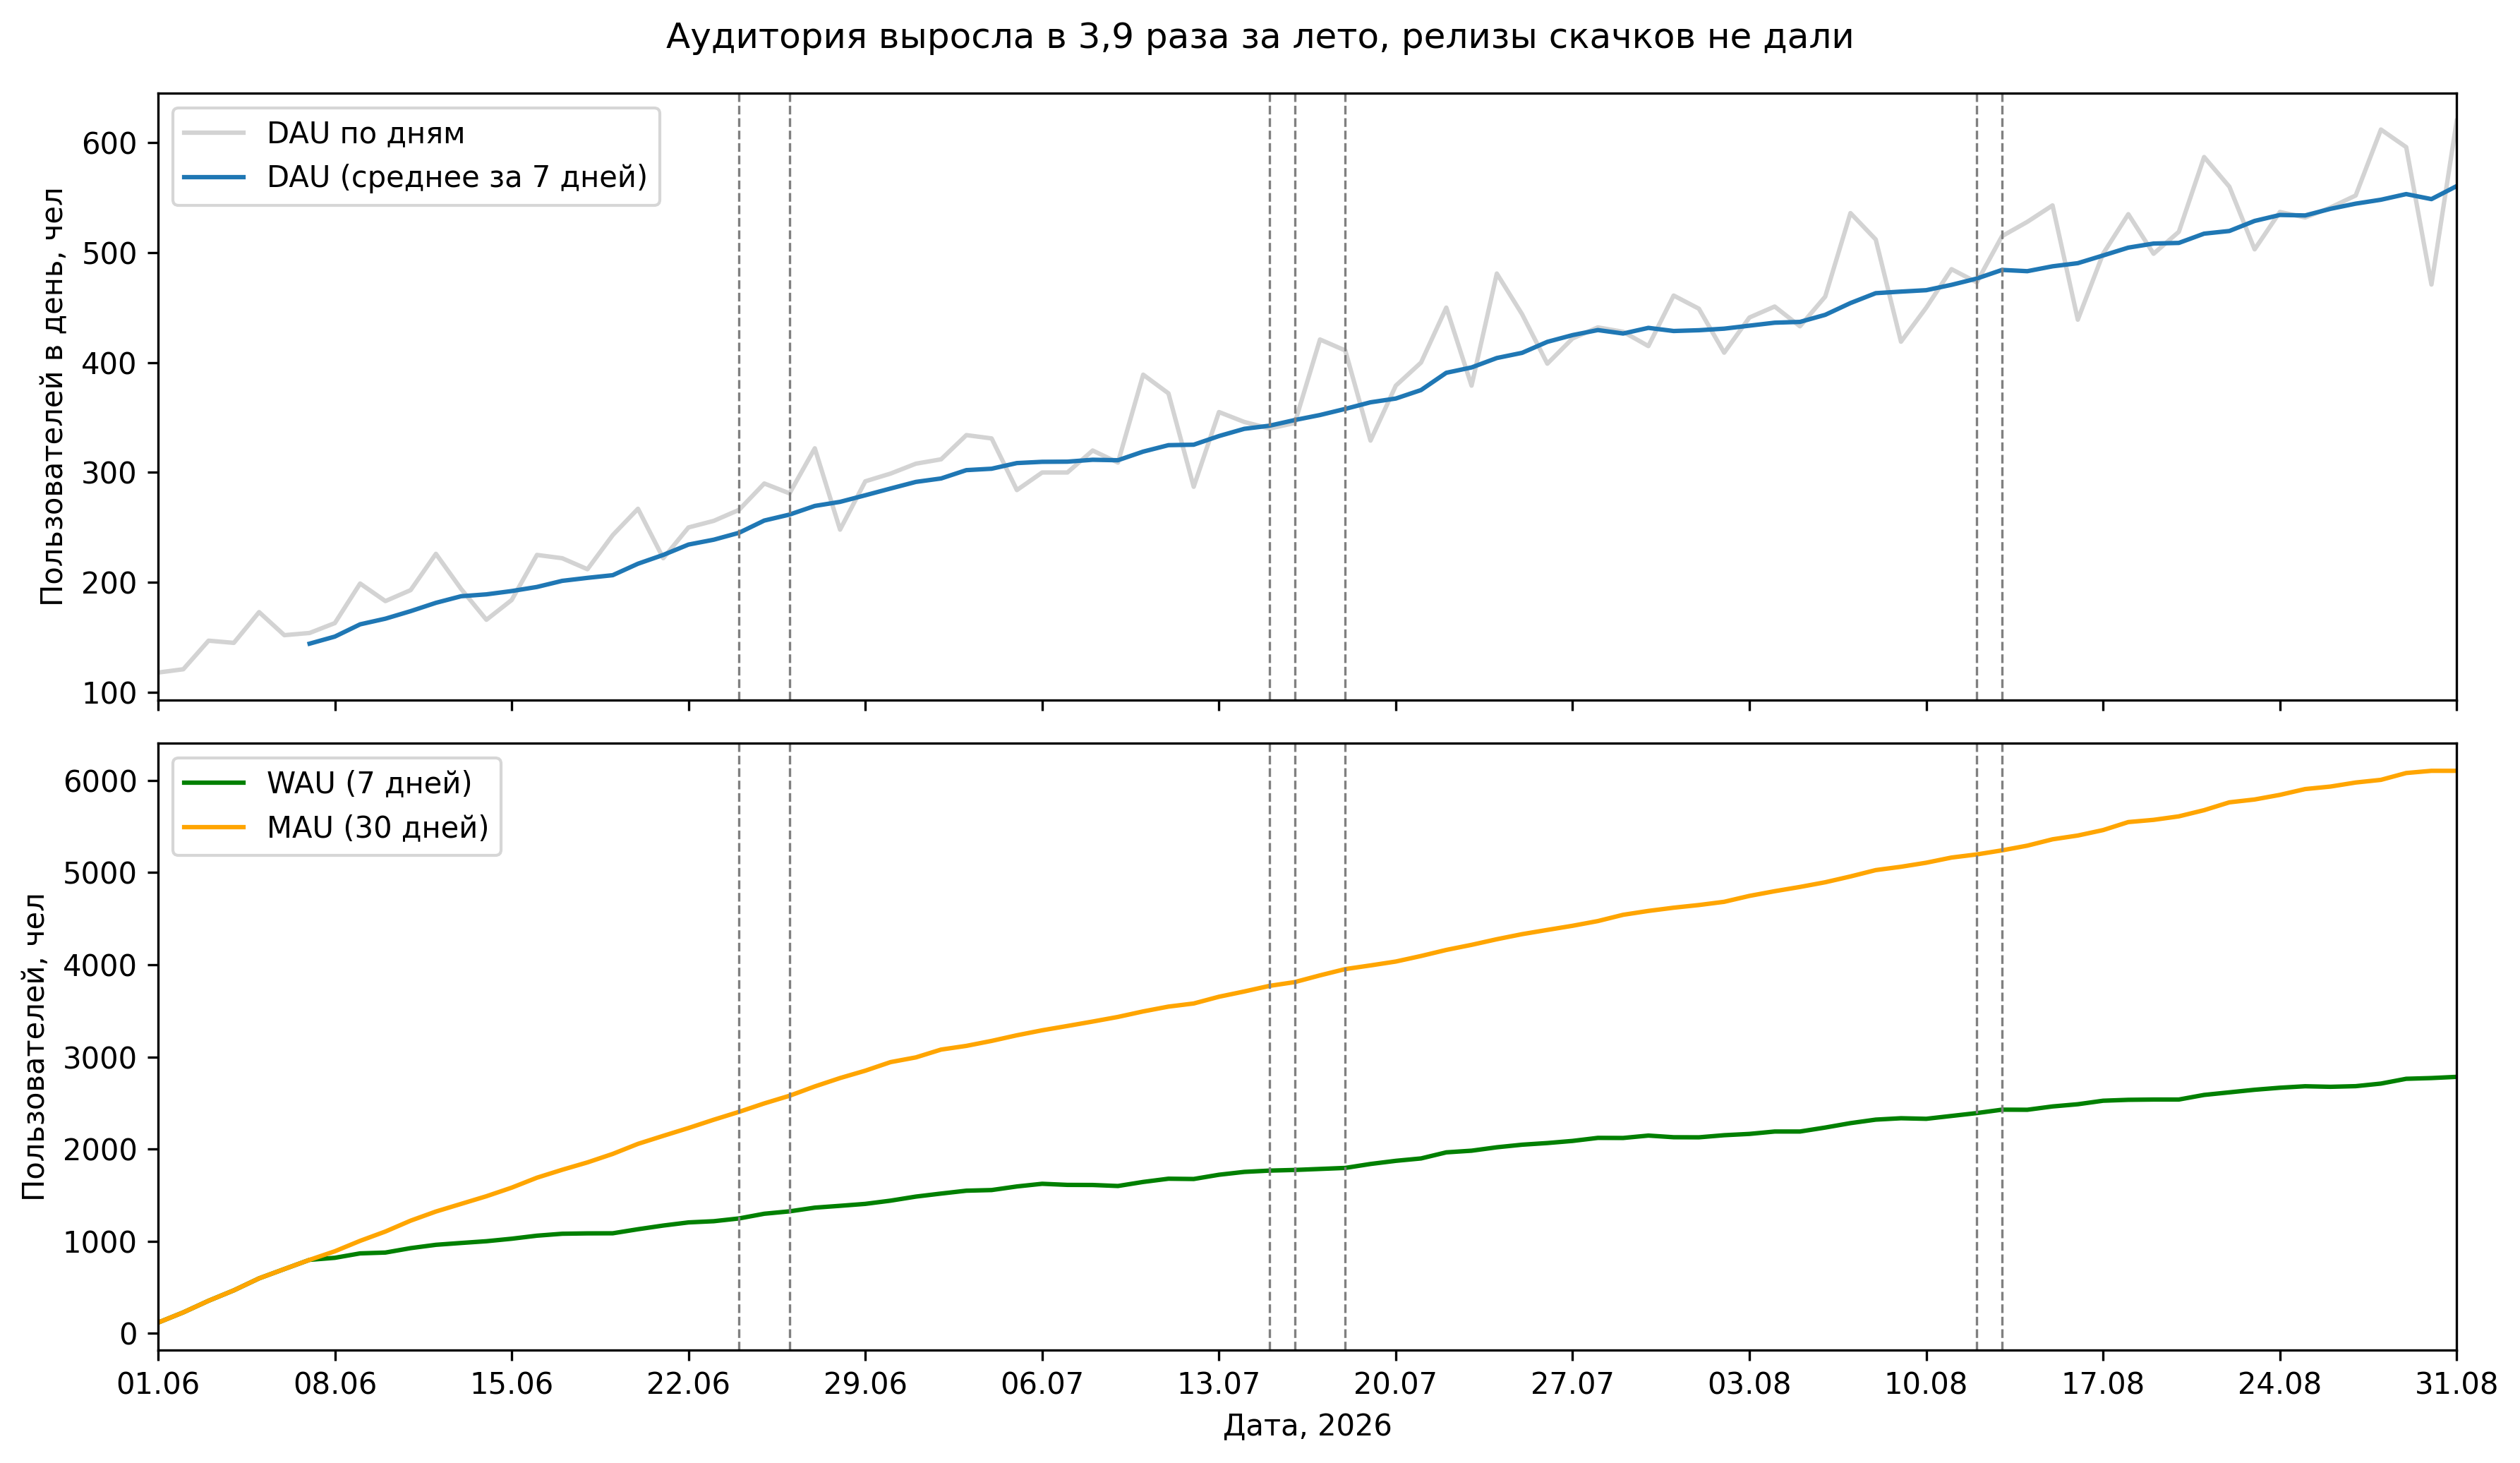 Аудитория выросла в 3,9 раза за лето, релизы скачков не дали
DAU по дням
DAU (среднее за 7 дней)
Пользователей в день, чел
600
500
400
300
200
100
WAU (7 дней)
MAU (30 дней)
Пользователей, чел
6000
5000
4000
3000
2000
1000
0
01.06 08.06 15.06 22.06 29.06 06.07 13.07 20.07 27.07 03.08 10.08 17.08 24.08 31.08
Дата, 2026